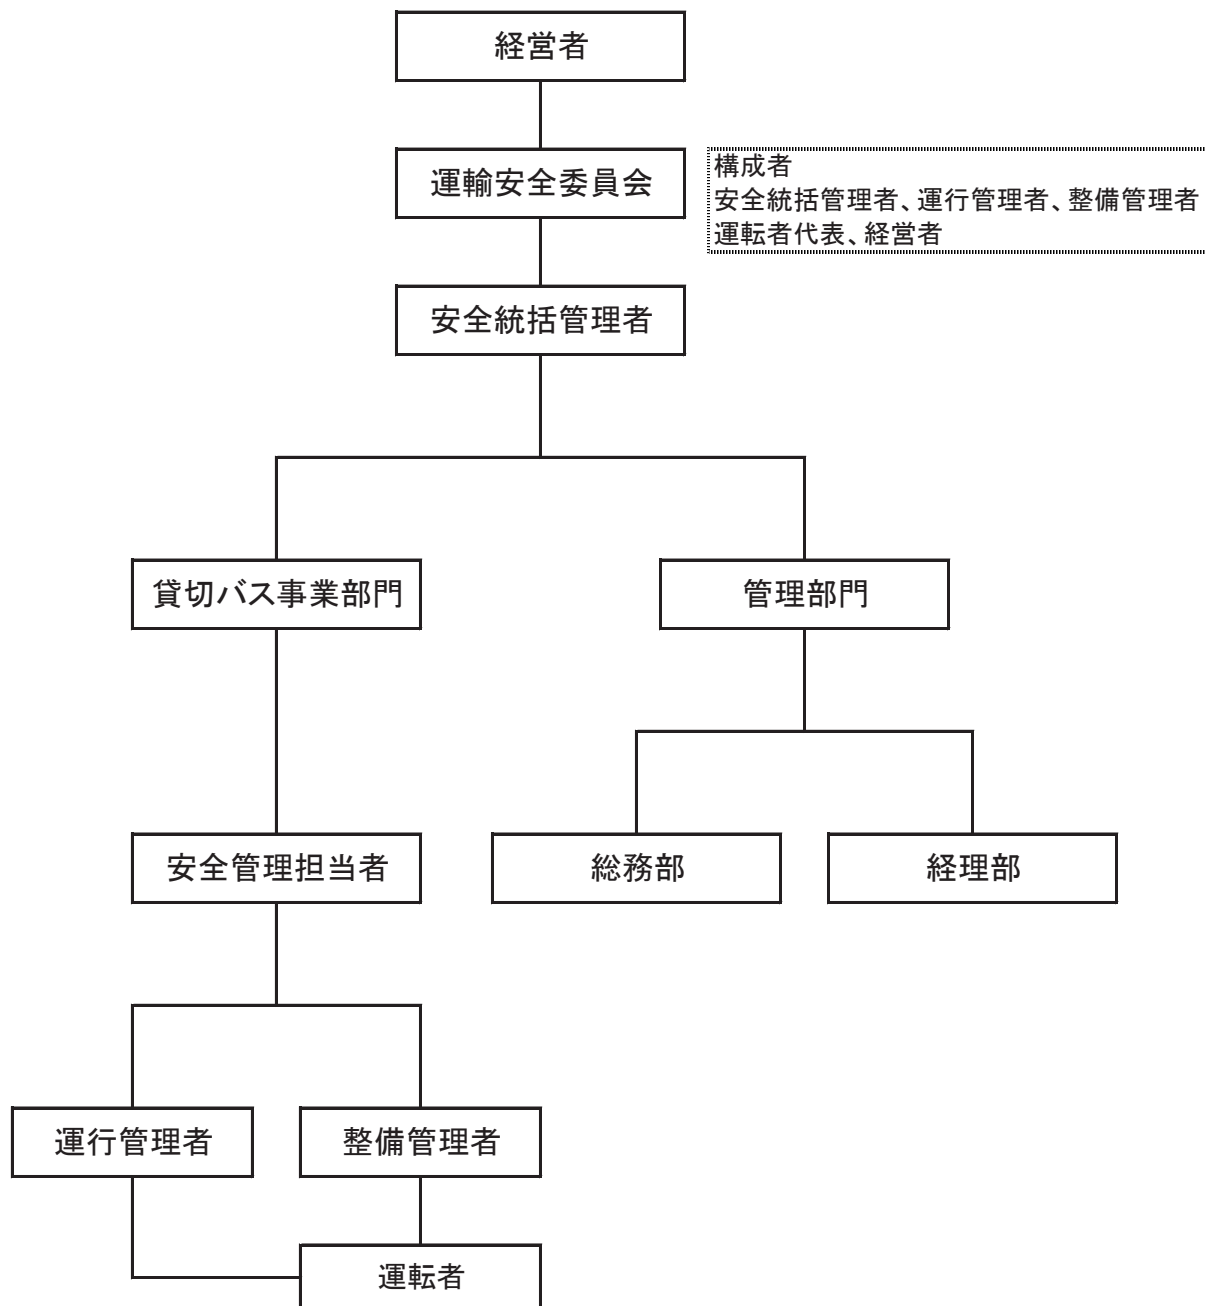 経営者
運輸安全委員会
構成者
安全統括管理者、運行管理者、整備管理者
運転者代表、経営者
安全統括管理者
貸切バス事業部門
管理部門
安全管理担当者
総務部
経理部
運行管理者
整備管理者
運転者